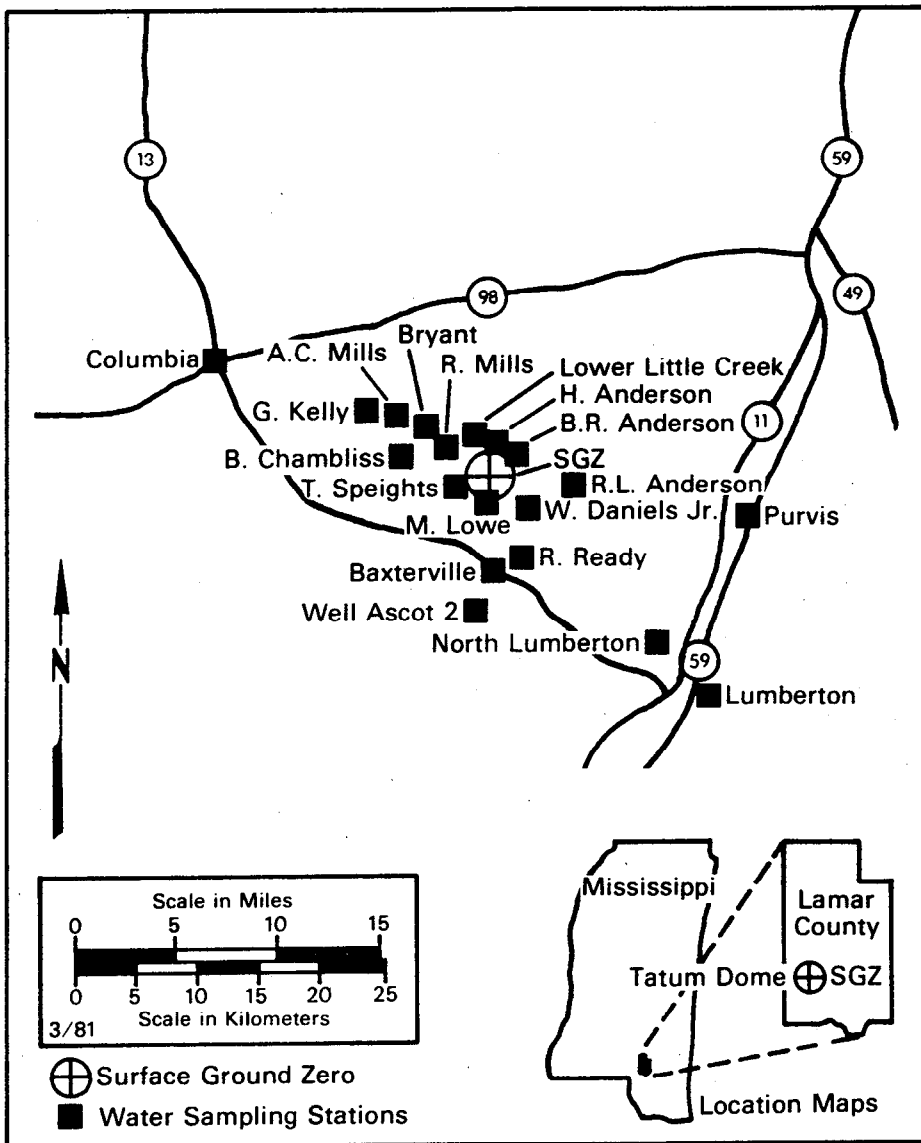 13
59
98
49
Bryant
Columbia
A.C. Mills
R. Mills
Lower Little Creek
H. Anderson
G. Kelly
B.R. Anderson
11
B. Chambliss
SGZ
T. Speights
R.L. Anderson
M. Lowe
W. Daniels Jr.
Purvis
R. Ready
Baxterville
Well Ascot 2
North Lumberton
59
Lumberton
N
Scale in Miles
0 5 10 15
0 5 10 15 20 25
Scale in Kilometers
3/81
Surface Ground Zero
Water Sampling Stations
Mississippi
Lamar
County
Tatum Dome
SGZ
Location Maps